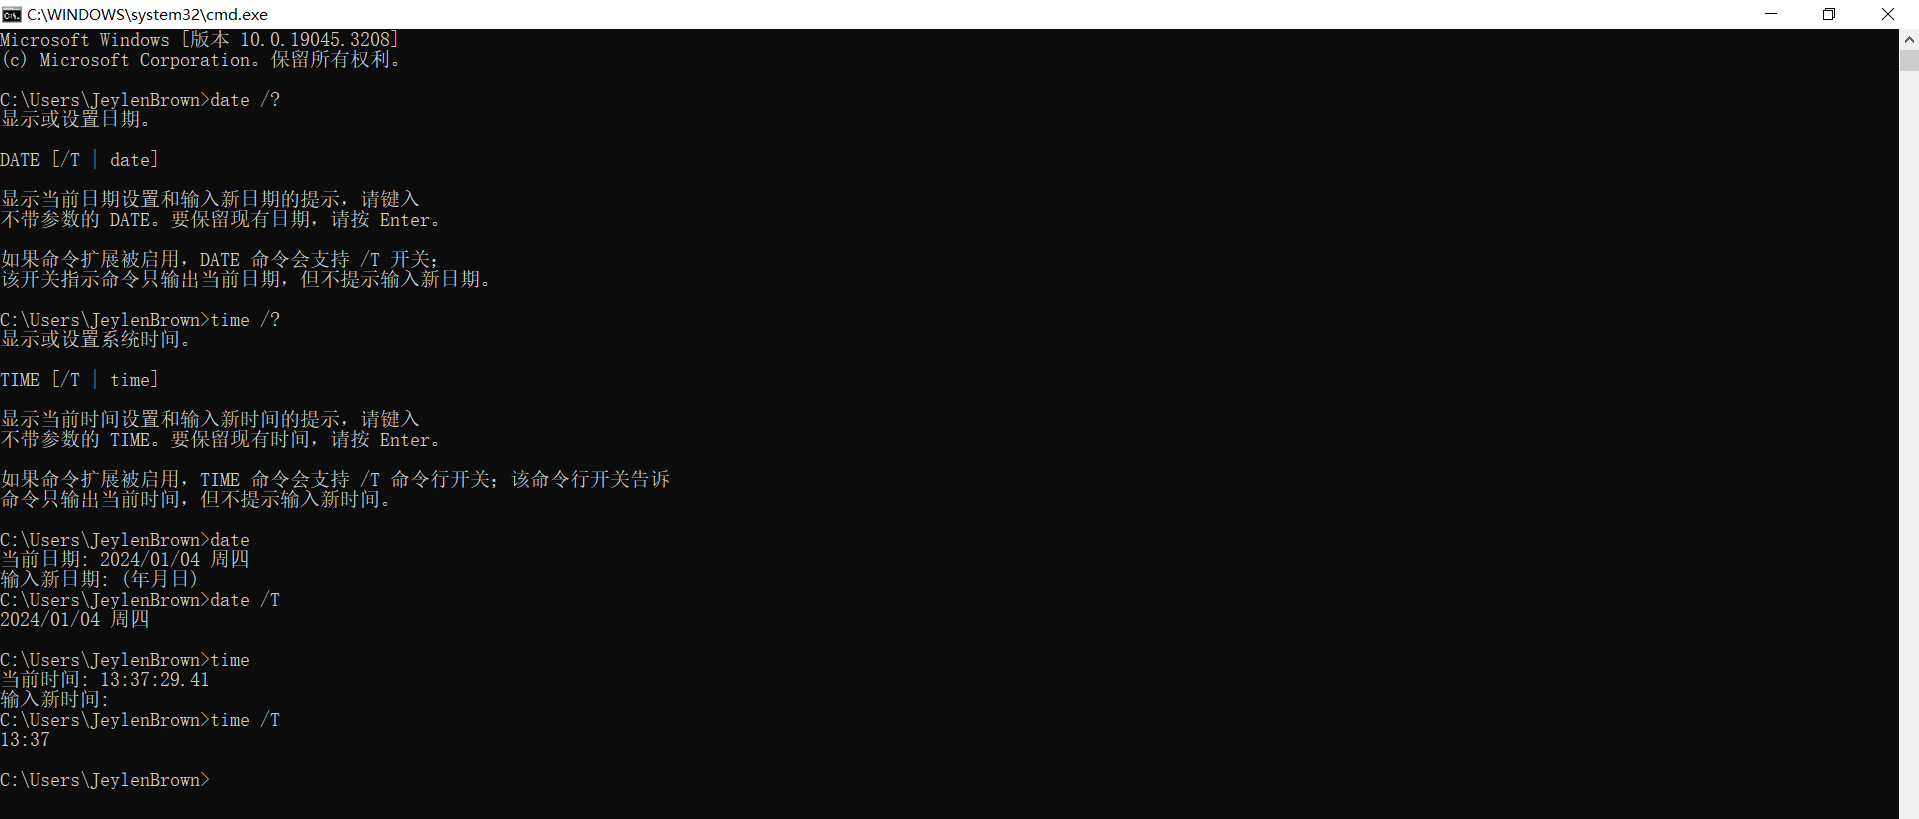 C:\WINDOWS\system32\cmd.exe
Microsoft Windows [版本 10.0.19045.3208]
(c) Microsoft Corporation。保留所有权利。
C:\Users\JeylenBrown>date /?
显示或设置日期。
DATE [/T | date]
显示当前日期设置和输入新日期的提示，请键入
不带参数的 DATE。要保留现有日期，请按 Enter。
如果命令扩展被启用，DATE 命令会支持 /T 开关；
该开关指示命令只输出当前日期，但不提示输入新日期。
C:\Users\JeylenBrown>time /?
显示或设置系统时间。
TIME [/T | time]
显示当前时间设置和输入新时间的提示，请键入
不带参数的 TIME。要保留现有时间，请按 Enter。
如果命令扩展被启用，TIME 命令会支持 /T 命令行开关；该命令行开关告诉
命令只输出当前时间，但不提示输入新时间。
C:\Users\JeylenBrown>date
当前日期: 2024/01/04 周四
输入新日期: (年月日)
C:\Users\JeylenBrown>date /T
2024/01/04 周四
C:\Users\JeylenBrown>time
当前时间: 13:37:29.41
输入新时间:
C:\Users\JeylenBrown>time /T
13:37
C:\Users\JeylenBrown>